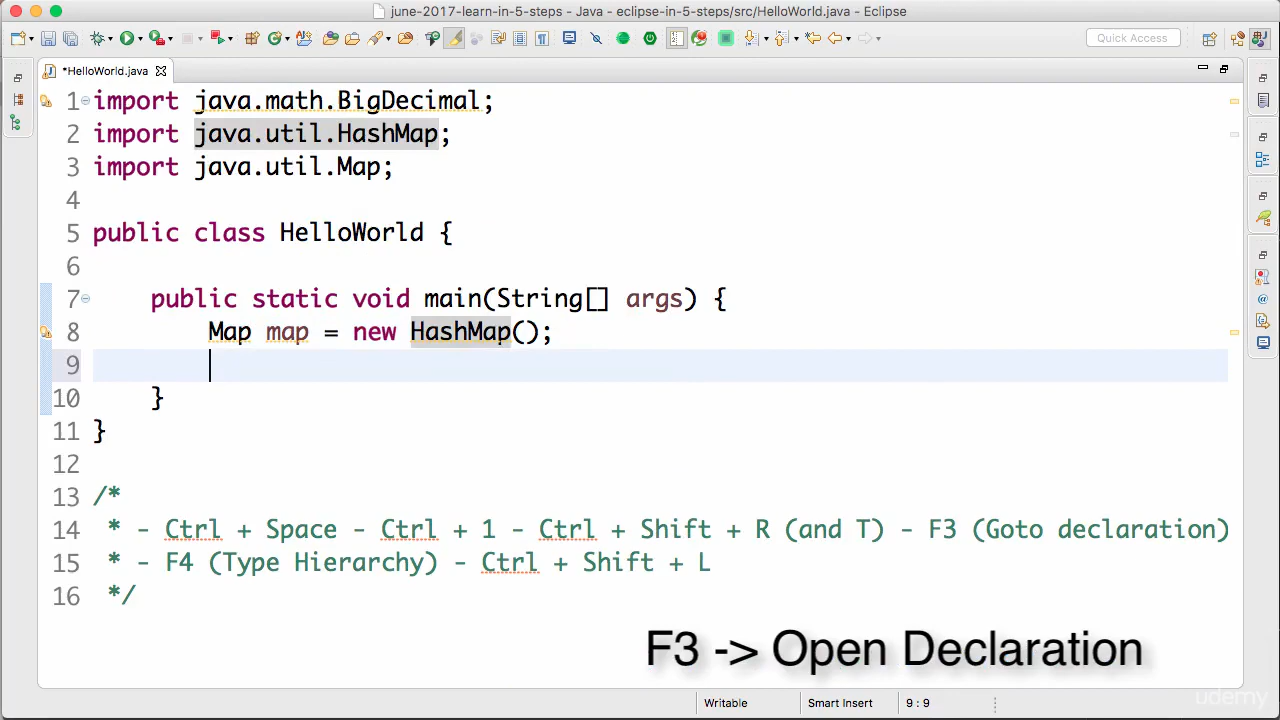 june-2017-learn-in-5-steps - Java - eclipse-in-5-steps/src/HelloWorld.java - Eclipse
Quick Access
*HelloWorld.java
1 import java.math.BigDecimal;
2 import java.util.HashMap;
3 import java.util.Map;
4
5 public class HelloWorld {
6
7 public static void main(String[] args) {
8 Map map = new HashMap();
9
10 }
11 }
12
13 /*
14 * - Ctrl + Space - Ctrl + 1 - Ctrl + Shift + R (and T) - F3 (Goto declaration)
15 * - F4 (Type Hierarchy) - Ctrl + Shift + L
16 */
F3 -> Open Declaration
Writable Smart Insert 9 : 9
udemy